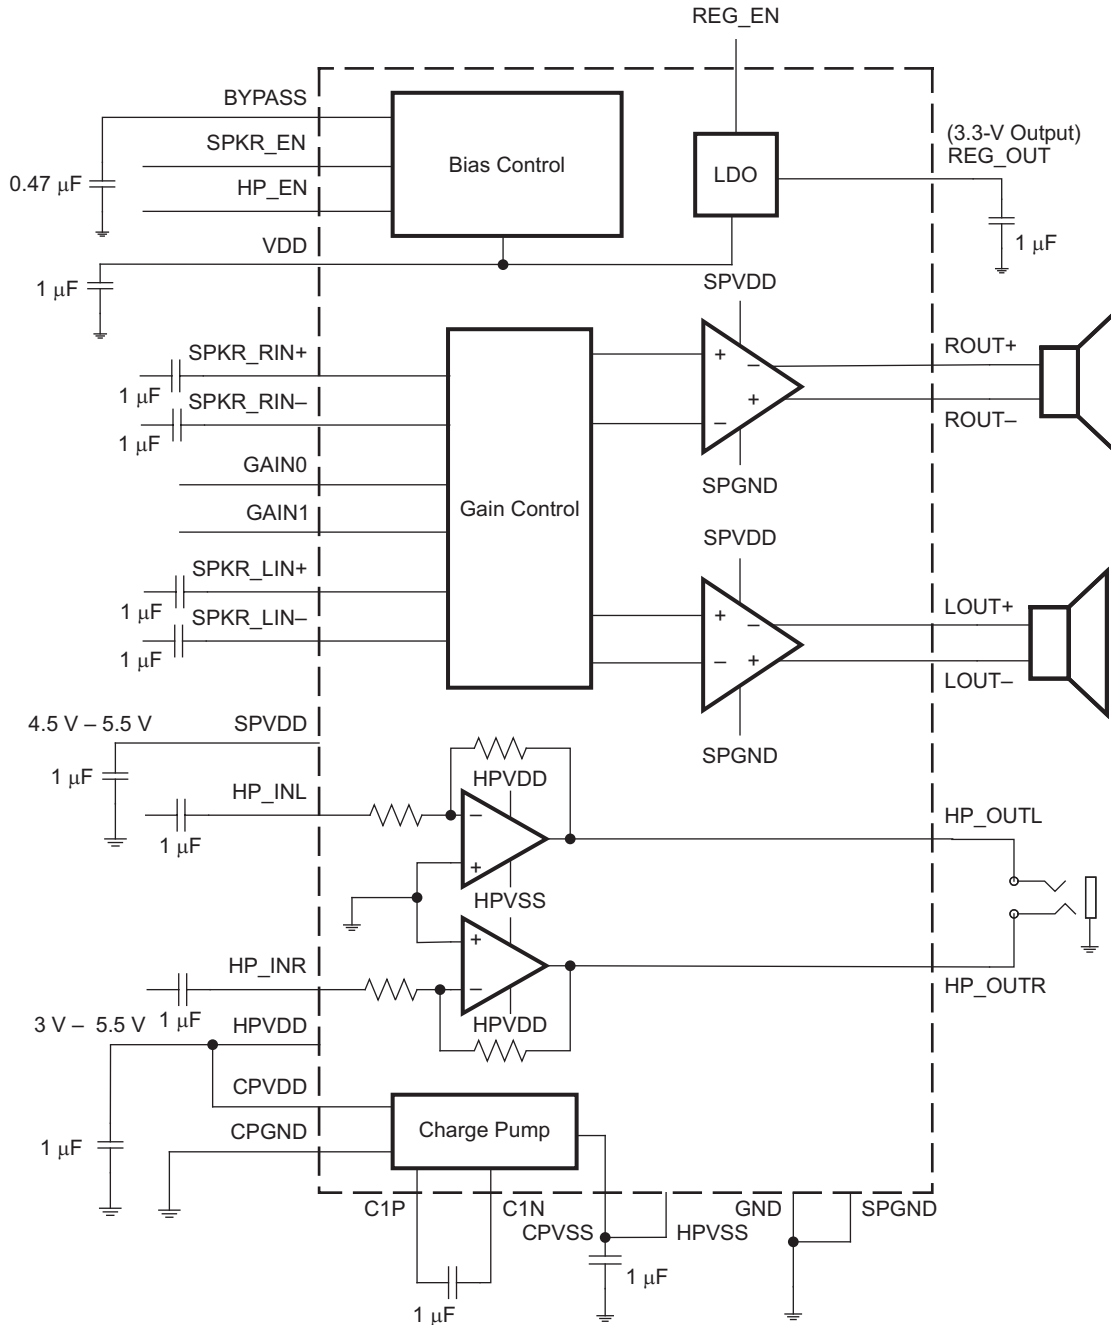 REG_EN
BYPASS
SPKR_EN
HP_EN
VDD
0.47 μF
1 μF
Bias Control
LDO
(3.3-V Output)
REG_OUT
1 μF
SPVDD
SPKR_RIN+
1 μF
SPKR_RIN–
1 μF
GAIN0
GAIN1
SPKR_LIN+
1 μF
SPKR_LIN–
1 μF
Gain Control
+
–
–
+
SPGND
ROUT+
ROUT–
SPVDD
+
–
–
+
SPGND
LOUT+
LOUT–
4.5 V – 5.5 V
SPVDD
1 μF
HP_INL
1 μF
HPVDD
–
+
HPVSS
HP_OUTL
+
–
HPVDD
HP_INR
1 μF
HP_OUTR
3 V – 5.5 V
HPVDD
CPVDD
CPGND
1 μF
Charge Pump
C1P
C1N
1 μF
CPVSS
HPVSS
1 μF
GND
SPGND